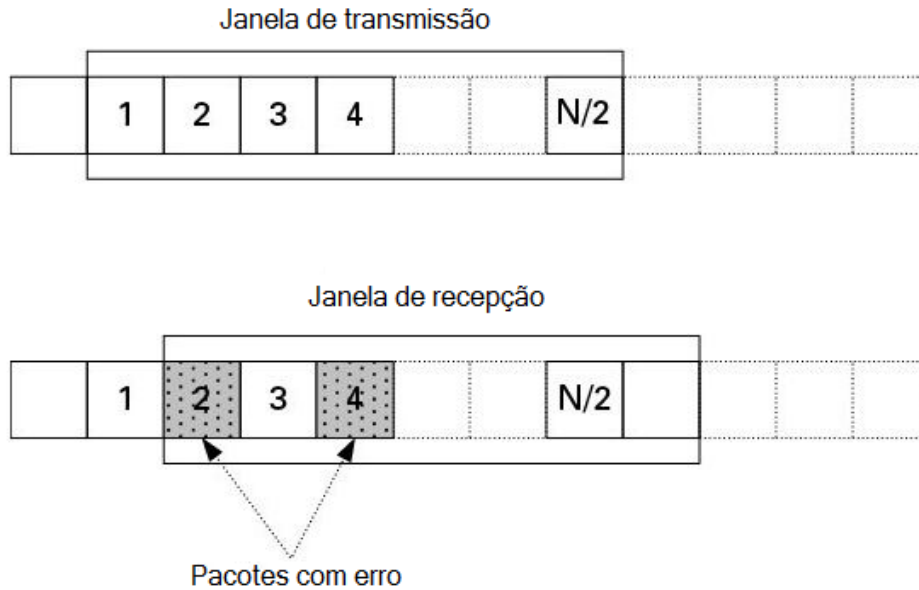 Janela de transmissão
1 2 3 4 N/2
Janela de recepção
1 2 3 4 N/2
Pacotes com erro